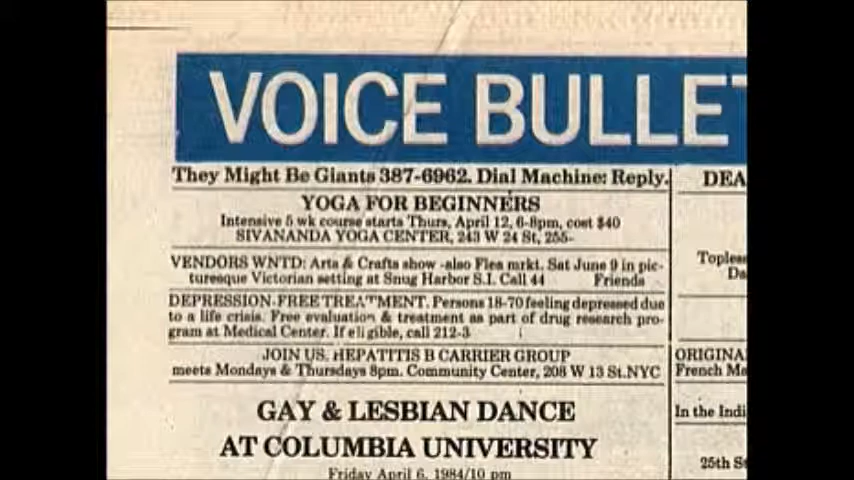 VOICE BULLET
They Might Be Giants 387-6962. Dial Machine: Reply.
YOGA FOR BEGINNERS
Intensive 5 wk course starts Thurs, April 12, 6-8pm, cost $40
SIVANANDA YOGA CENTER, 243 W 24 St, 255-
VENDORS WNTD: Arts & Crafts show -also Flea mrkt. Sat June 9 in pic-
turesque Victorian setting at Snug Harbor S.I. Call 44 Friends
DEPRESSION-FREE TREATMENT. Persons 18-70 feeling depressed due
to a life crisis. Free evaluation & treatment as part of drug research pro-
gram at Medical Center. If eligible, call 212-3
JOIN US. HEPATITIS B CARRIER GROUP
meets Mondays & Thursdays 8pm. Community Center, 208 W 13 St.NYC
GAY & LESBIAN DANCE
AT COLUMBIA UNIVERSITY
Friday April 6, 1984/10 pm
DEA
Toples
Da
ORIGINA
French Ma
In the Indi
25th S